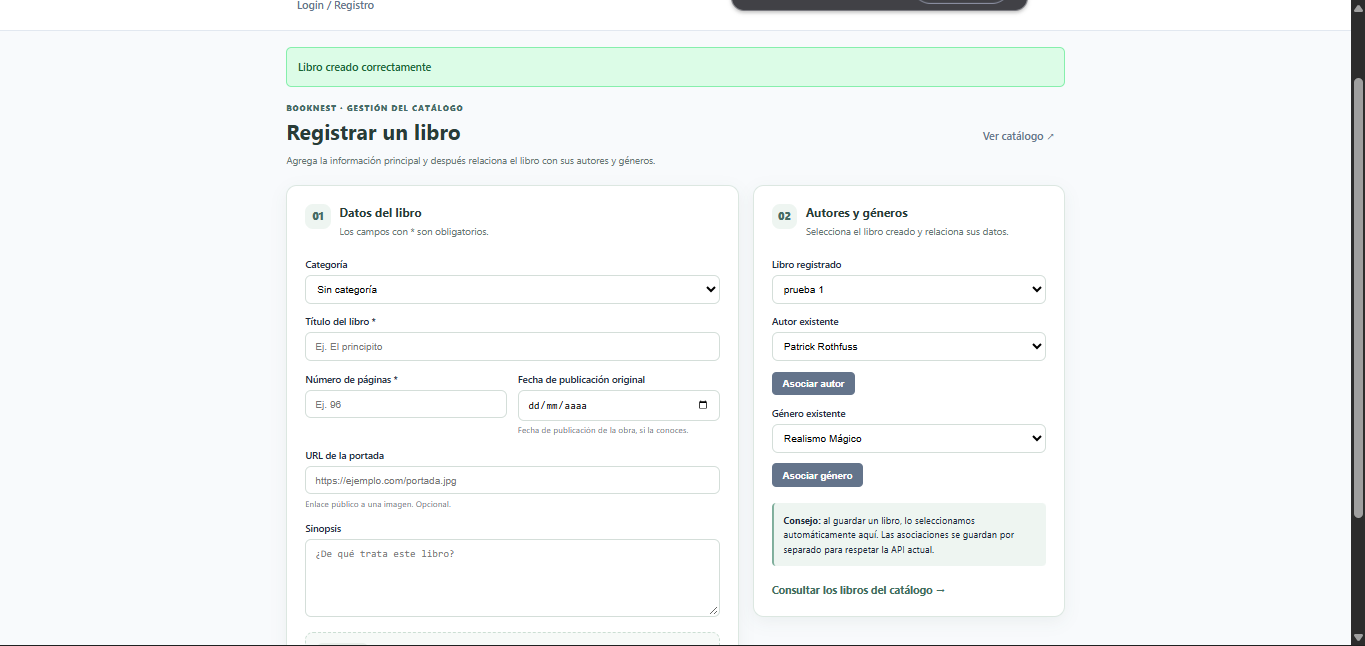 Login / Registro
Libro creado correctamente
BOOKNEST · GESTIÓN DEL CATÁLOGO
Registrar un libro
Ver catálogo ↗
Agrega la información principal y después relaciona el libro con sus autores y géneros.
01
Datos del libro
Los campos con * son obligatorios.
Categoría
Sin categoría
Título del libro *
Ej. El principito
Número de páginas *
Fecha de publicación original
Ej. 96
dd/mm/aaaa
Fecha de publicación de la obra, si la conoces.
URL de la portada
https://ejemplo.com/portada.jpg
Enlace público a una imagen. Opcional.
Sinopsis
¿De qué trata este libro?
02
Autores y géneros
Selecciona el libro creado y relaciona sus datos.
Libro registrado
prueba 1
Autor existente
Patrick Rothfuss
Asociar autor
Género existente
Realismo Mágico
Asociar género
Consejo: al guardar un libro, lo seleccionamos
automáticamente aquí. Las asociaciones se guardan por
separado para respetar la API actual.
Consultar los libros del catálogo →